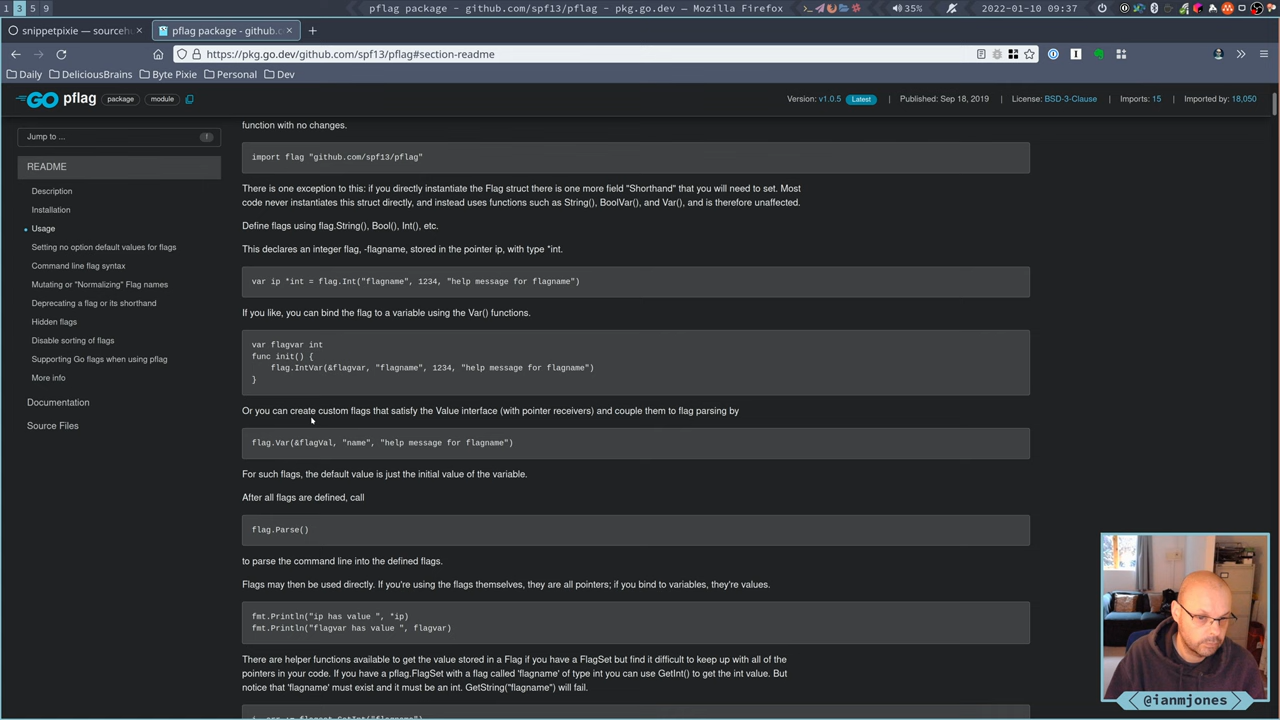 1 3 5 9
pflag package - github.com/spf13/pflag - pkg.go.dev — Mozilla Firefox
35%
2022-01-10 09:37
snippetpixie — sourcehu
pflag package - github.c
https://pkg.go.dev/github.com/spf13/pflag#section-readme
Daily
DeliciousBrains
Byte Pixie
Personal
Dev
GO pflag
package
module
Version: v1.0.5 Latest | Published: Sep 18, 2019 | License: BSD-3-Clause | Imports: 15 | Imported by: 18,050
Jump to ...
f
README
Description
Installation
Usage
Setting no option default values for flags
Command line flag syntax
Mutating or "Normalizing" Flag names
Deprecating a flag or its shorthand
Hidden flags
Disable sorting of flags
Supporting Go flags when using pflag
More info
Documentation
Source Files
function with no changes.
import flag "github.com/spf13/pflag"
There is one exception to this: if you directly instantiate the Flag struct there is one more field "Shorthand" that you will need to set. Most
code never instantiates this struct directly, and instead uses functions such as String(), BoolVar(), and Var(), and is therefore unaffected.
Define flags using flag.String(), Bool(), Int(), etc.
This declares an integer flag, -flagname, stored in the pointer ip, with type *int.
var ip *int = flag.Int("flagname", 1234, "help message for flagname")
If you like, you can bind the flag to a variable using the Var() functions.
var flagvar int
func init() {
flag.IntVar(&flagvar, "flagname", 1234, "help message for flagname")
}
Or you can create custom flags that satisfy the Value interface (with pointer receivers) and couple them to flag parsing by
flag.Var(&flagVal, "name", "help message for flagname")
For such flags, the default value is just the initial value of the variable.
After all flags are defined, call
flag.Parse()
to parse the command line into the defined flags.
Flags may then be used directly. If you're using the flags themselves, they are all pointers; if you bind to variables, they're values.
fmt.Println("ip has value ", *ip)
fmt.Println("flagvar has value ", flagvar)
There are helper functions available to get the value stored in a Flag if you have a FlagSet but find it difficult to keep up with all of the
pointers in your code. If you have a pflag.FlagSet with a flag called 'flagname' of type int you can use GetInt() to get the int value. But
notice that 'flagname' must exist and it must be an int. GetString("flagname") will fail.
i, err := flagset.GetInt("flagname")
@ianmjones